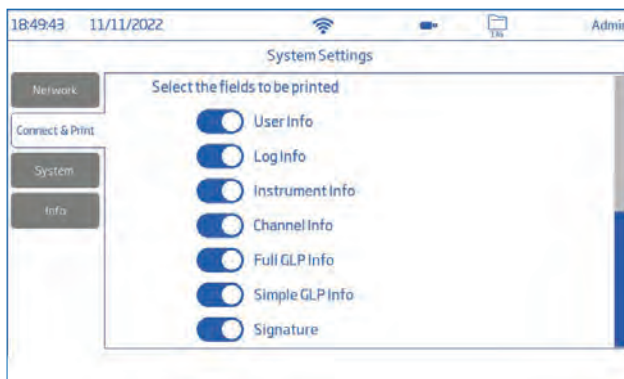 18:49:43 11/11/2022 Admin
System Settings
Network
Select the fields to be printed
User Info
Connect & Print
Log Info
System
Instrument Info
Info
Channel Info
Full GLP Info
Simple GLP Info
Signature